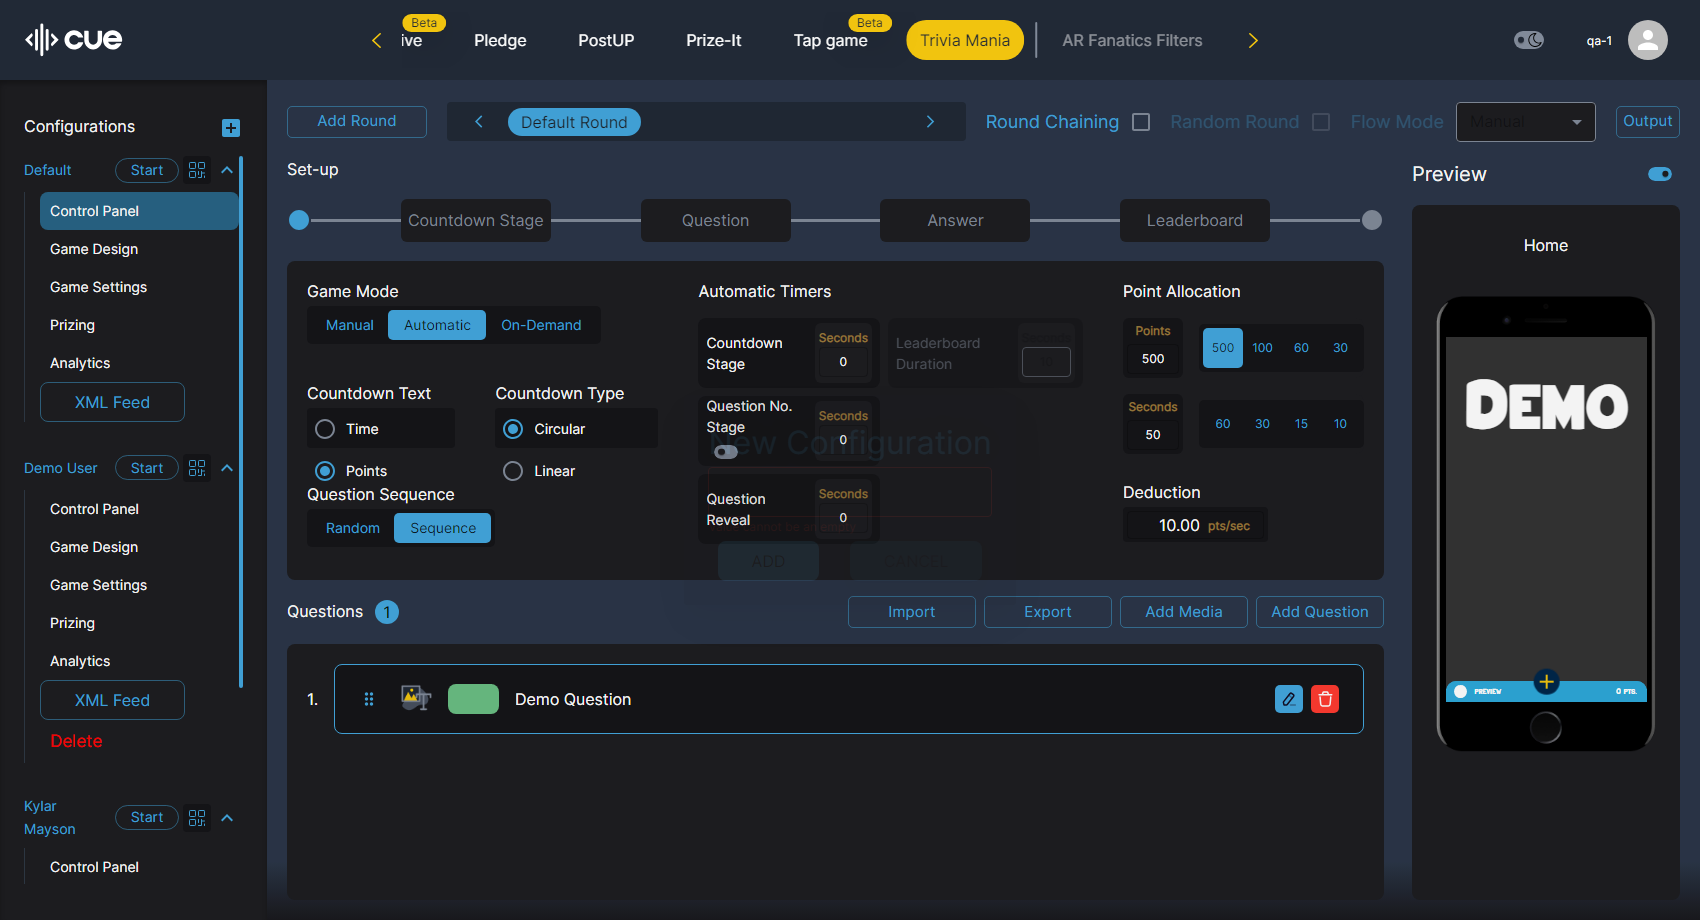 cue
ive
Beta
Pledge
PostUP
Prize-It
Tap game
Beta
Trivia Mania
AR Fanatics Filters
qa-1
Configurations
Default
Start
Control Panel
Game Design
Game Settings
Prizing
Analytics
XML Feed
Demo User
Start
Control Panel
Game Design
Game Settings
Prizing
Analytics
XML Feed
Delete
Kylar
Mayson
Start
Control Panel
Add Round
Default Round
Round Chaining
Random Round
Flow Mode
Manual
Output
Set-up
Countdown Stage
Question
Answer
Leaderboard
Game Mode
Manual
Automatic
On-Demand
Countdown Text
Time
Points
Countdown Type
Circular
Linear
Question Sequence
Random
Sequence
Automatic Timers
Countdown
Stage
Seconds
0
Leaderboard
Duration
Question No.
Stage
Seconds
0
Question
Reveal
Seconds
0
New Configuration
ADD
CANCEL
Point Allocation
Points
500
500
100
60
30
Seconds
50
60
30
15
10
Deduction
10.00 pts/sec
Questions 1
Import
Export
Add Media
Add Question
1.
Demo Question
Preview
Home
DEMO
PREVIEW
0 PTS.